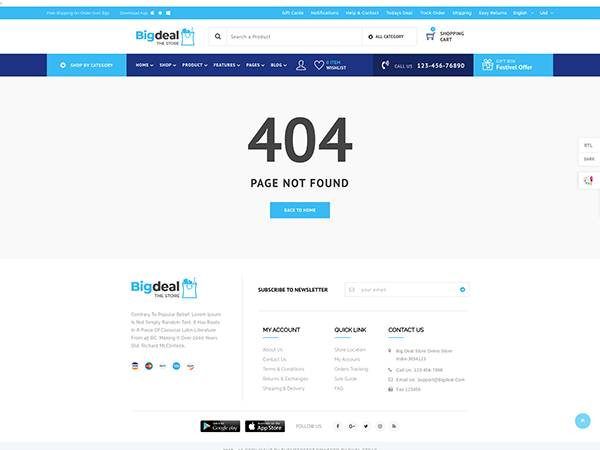 Free Shipping On Order Over $99
Download App
Gift Cards
Notifications
Help & Contact
Todays Deal
Track Order
Shipping
Easy Returns
English
Usd
Bigdeal
THE STORE
Search a Product
ALL CATEGORY
0
SHOPPING
CART
SHOP BY CATEGORY
HOME
SHOP
PRODUCT
FEATURES
PAGES
BLOG
0 ITEM
WISHLIST
CALL US 123-456-76890
GIFT BOX
Festivel Offer
404
PAGE NOT FOUND
BACK TO HOME
RTL
DARK
Bigdeal
THE STORE
Contrary To Popular Belief, Lorem Ipsum
Is Not Simply Random Text. It Has Roots
In A Piece Of Classical Latin Literature
From 45 BC, Making It Over 2000 Years
Old. Richard McClintock,
SUBSCRIBE TO NEWSLETTER
your email
MY ACCOUNT
About Us
Contact Us
Terms & Conditions
Returns & Exchanges
Shipping & Delivery
QUICK LINK
Store Location
My Account
Orders Tracking
Size Guide
FAQ
CONTACT US
Big Deal Store Demo Store
India-3654123
Call Us: 123-456-7898
Email Us: Support@Bigdeal.Com
Fax 123456
Google play
Available on the
App Store
FOLLOW US